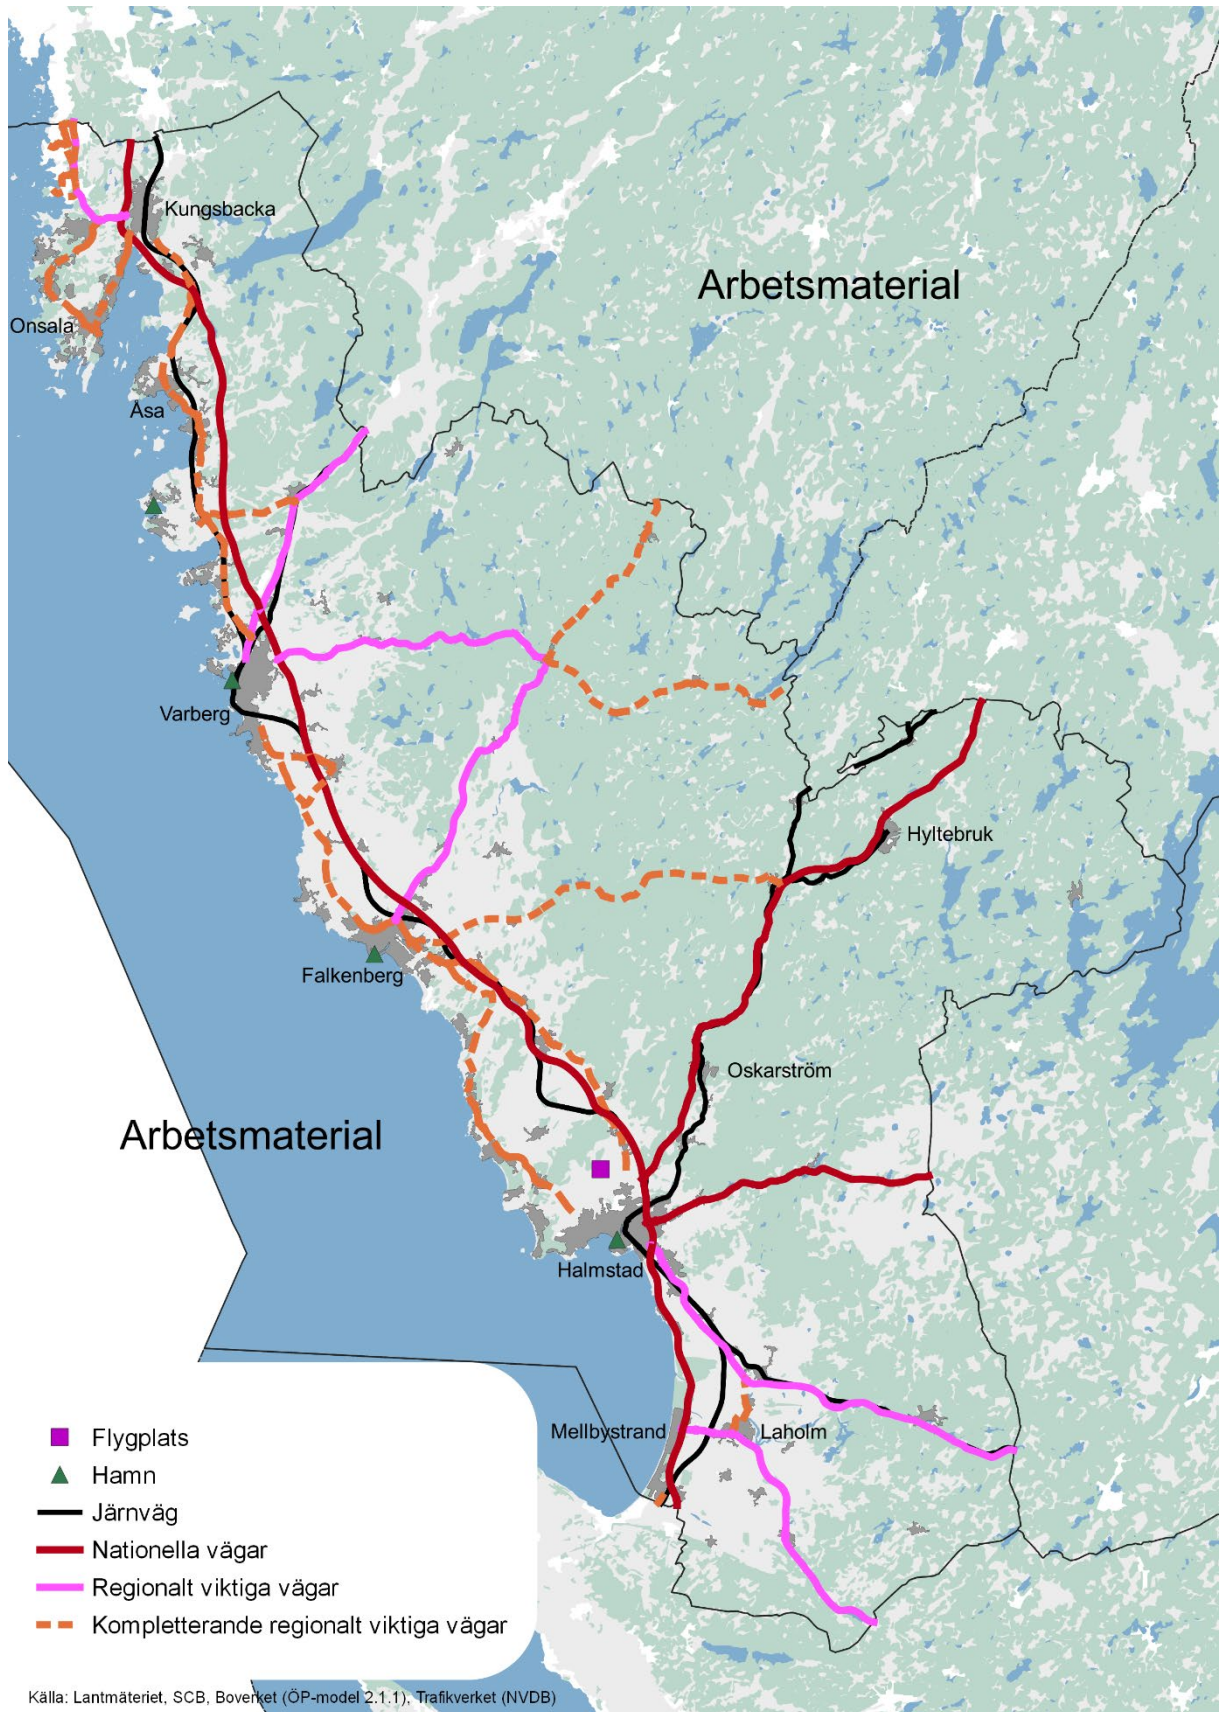 Kungsbacka
Arbetsmaterial
Onsala
Åsa
Varberg
Hyltebruk
Falkenberg
Oskarström
Arbetsmaterial
Halmstad
Mellbystrand
Laholm
Flygplats
Hamn
Järnväg
Nationella vägar
Regionalt viktiga vägar
Kompletterande regionalt viktiga vägar
Källa: Lantmäteriet, SCB, Boverket (ÖP-model 2.1.1), Trafikverket (NVDB)